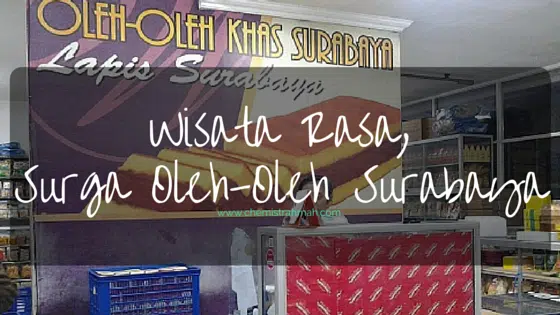 OLEH-OLEH KHAS SURABAYA
Lapis Surabaya
Wisata Rasa,
Surga Oleh-Oleh Surabaya
www.chemistrahmah.com